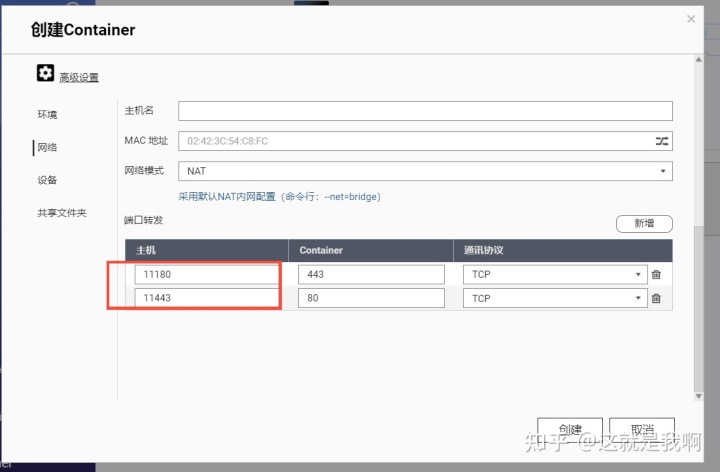 创建Container
高级设置
环境
网络
设备
共享文件夹
主机名
MAC 地址 02:42:3C:54:C8:FC
网络模式 NAT
采用默认NAT内网配置（命令行：--net=bridge）
端口转发 新增
主机 Container 通讯协议
11180 443 TCP
11443 80 TCP
创建 取消
知乎 @这就是我啊